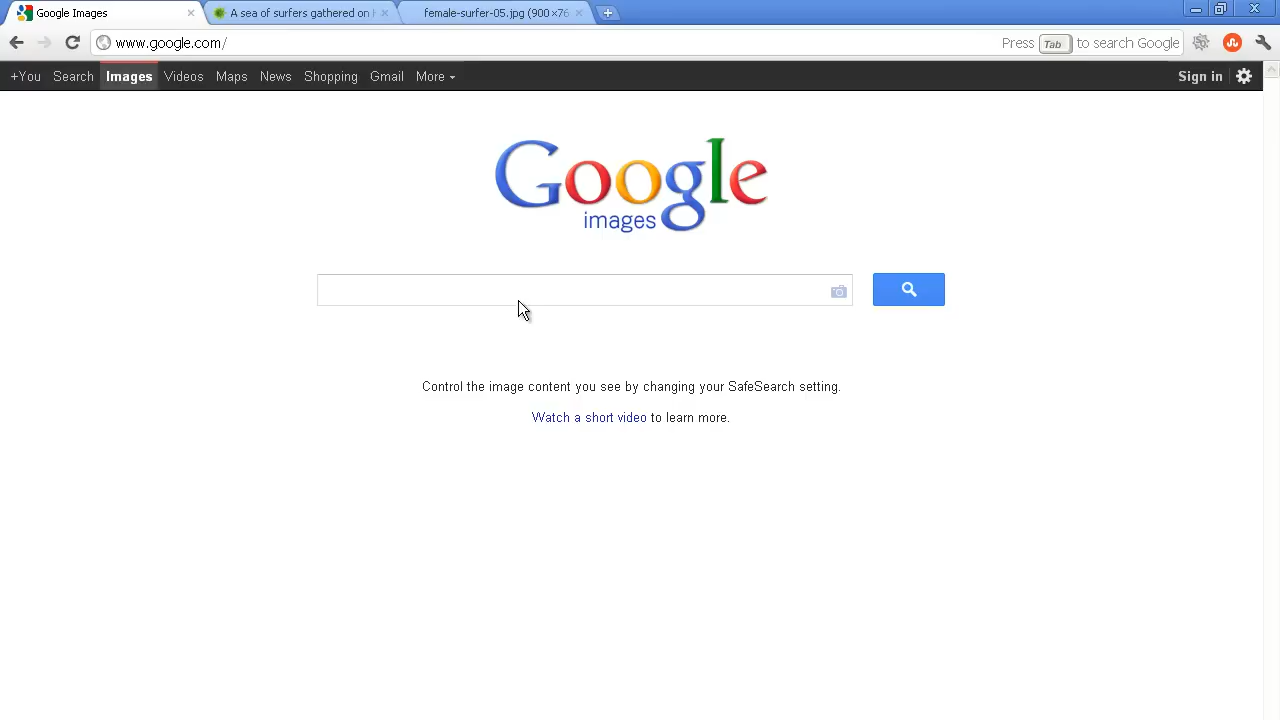 Google Images
A sea of surfers gathered on
female-surfer-05.jpg (900×76
www.google.com/
Press Tab to search Google
+You Search Images Videos Maps News Shopping Gmail More
Sign in
Google
images
Control the image content you see by changing your SafeSearch setting.
Watch a short video to learn more.